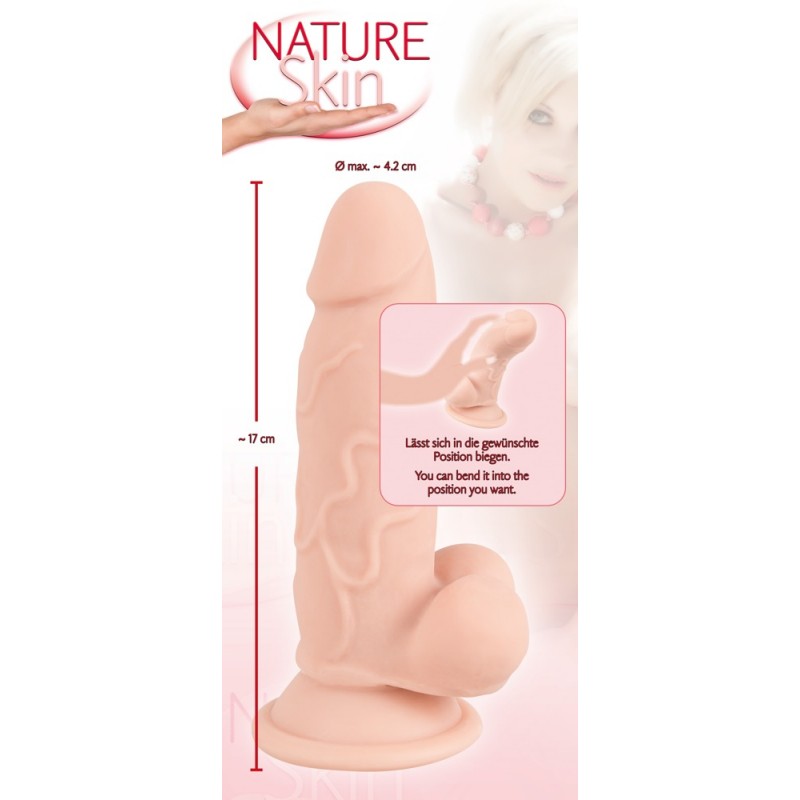 NATURE
Skin
Ø max. ~ 4.2 cm
~ 17 cm
Lässt sich in die gewünschte
Position biegen.
You can bend it into the
position you want.